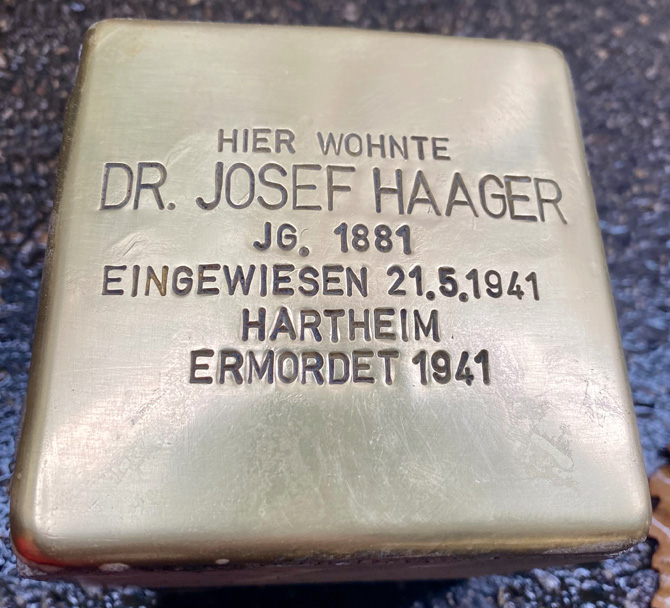 HIER WOHNTE
DR. JOSEF HAAGER
JG. 1881
EINGEWIESEN 21.5.1941
HARTHEIM
ERMORDET 1941